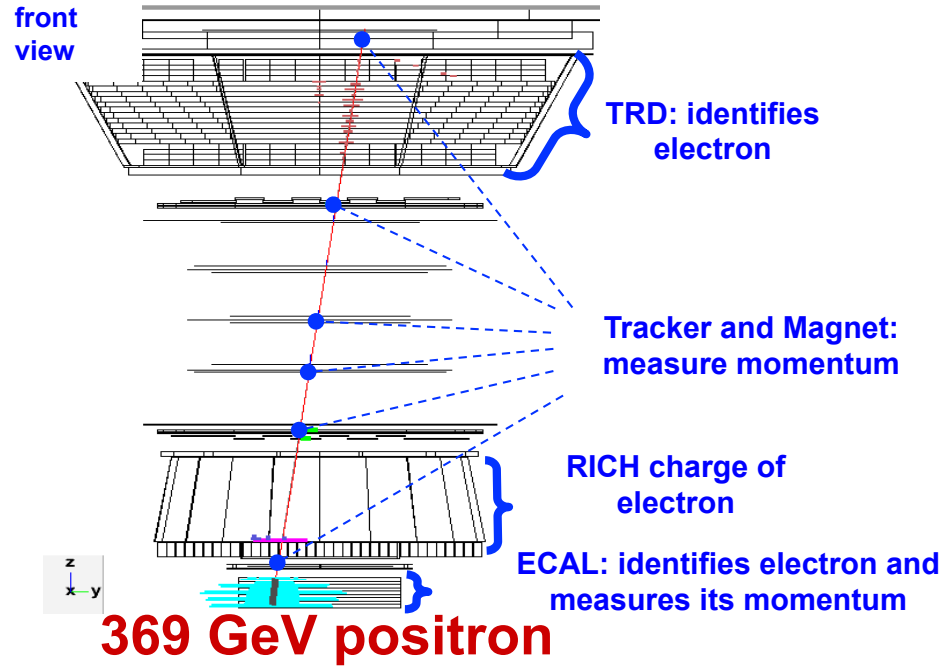 front
view
TRD: identifies
electron
Tracker and Magnet:
measure momentum
RICH charge of
electron
ECAL: identifies electron and
measures its momentum
z
x y
369 GeV positron